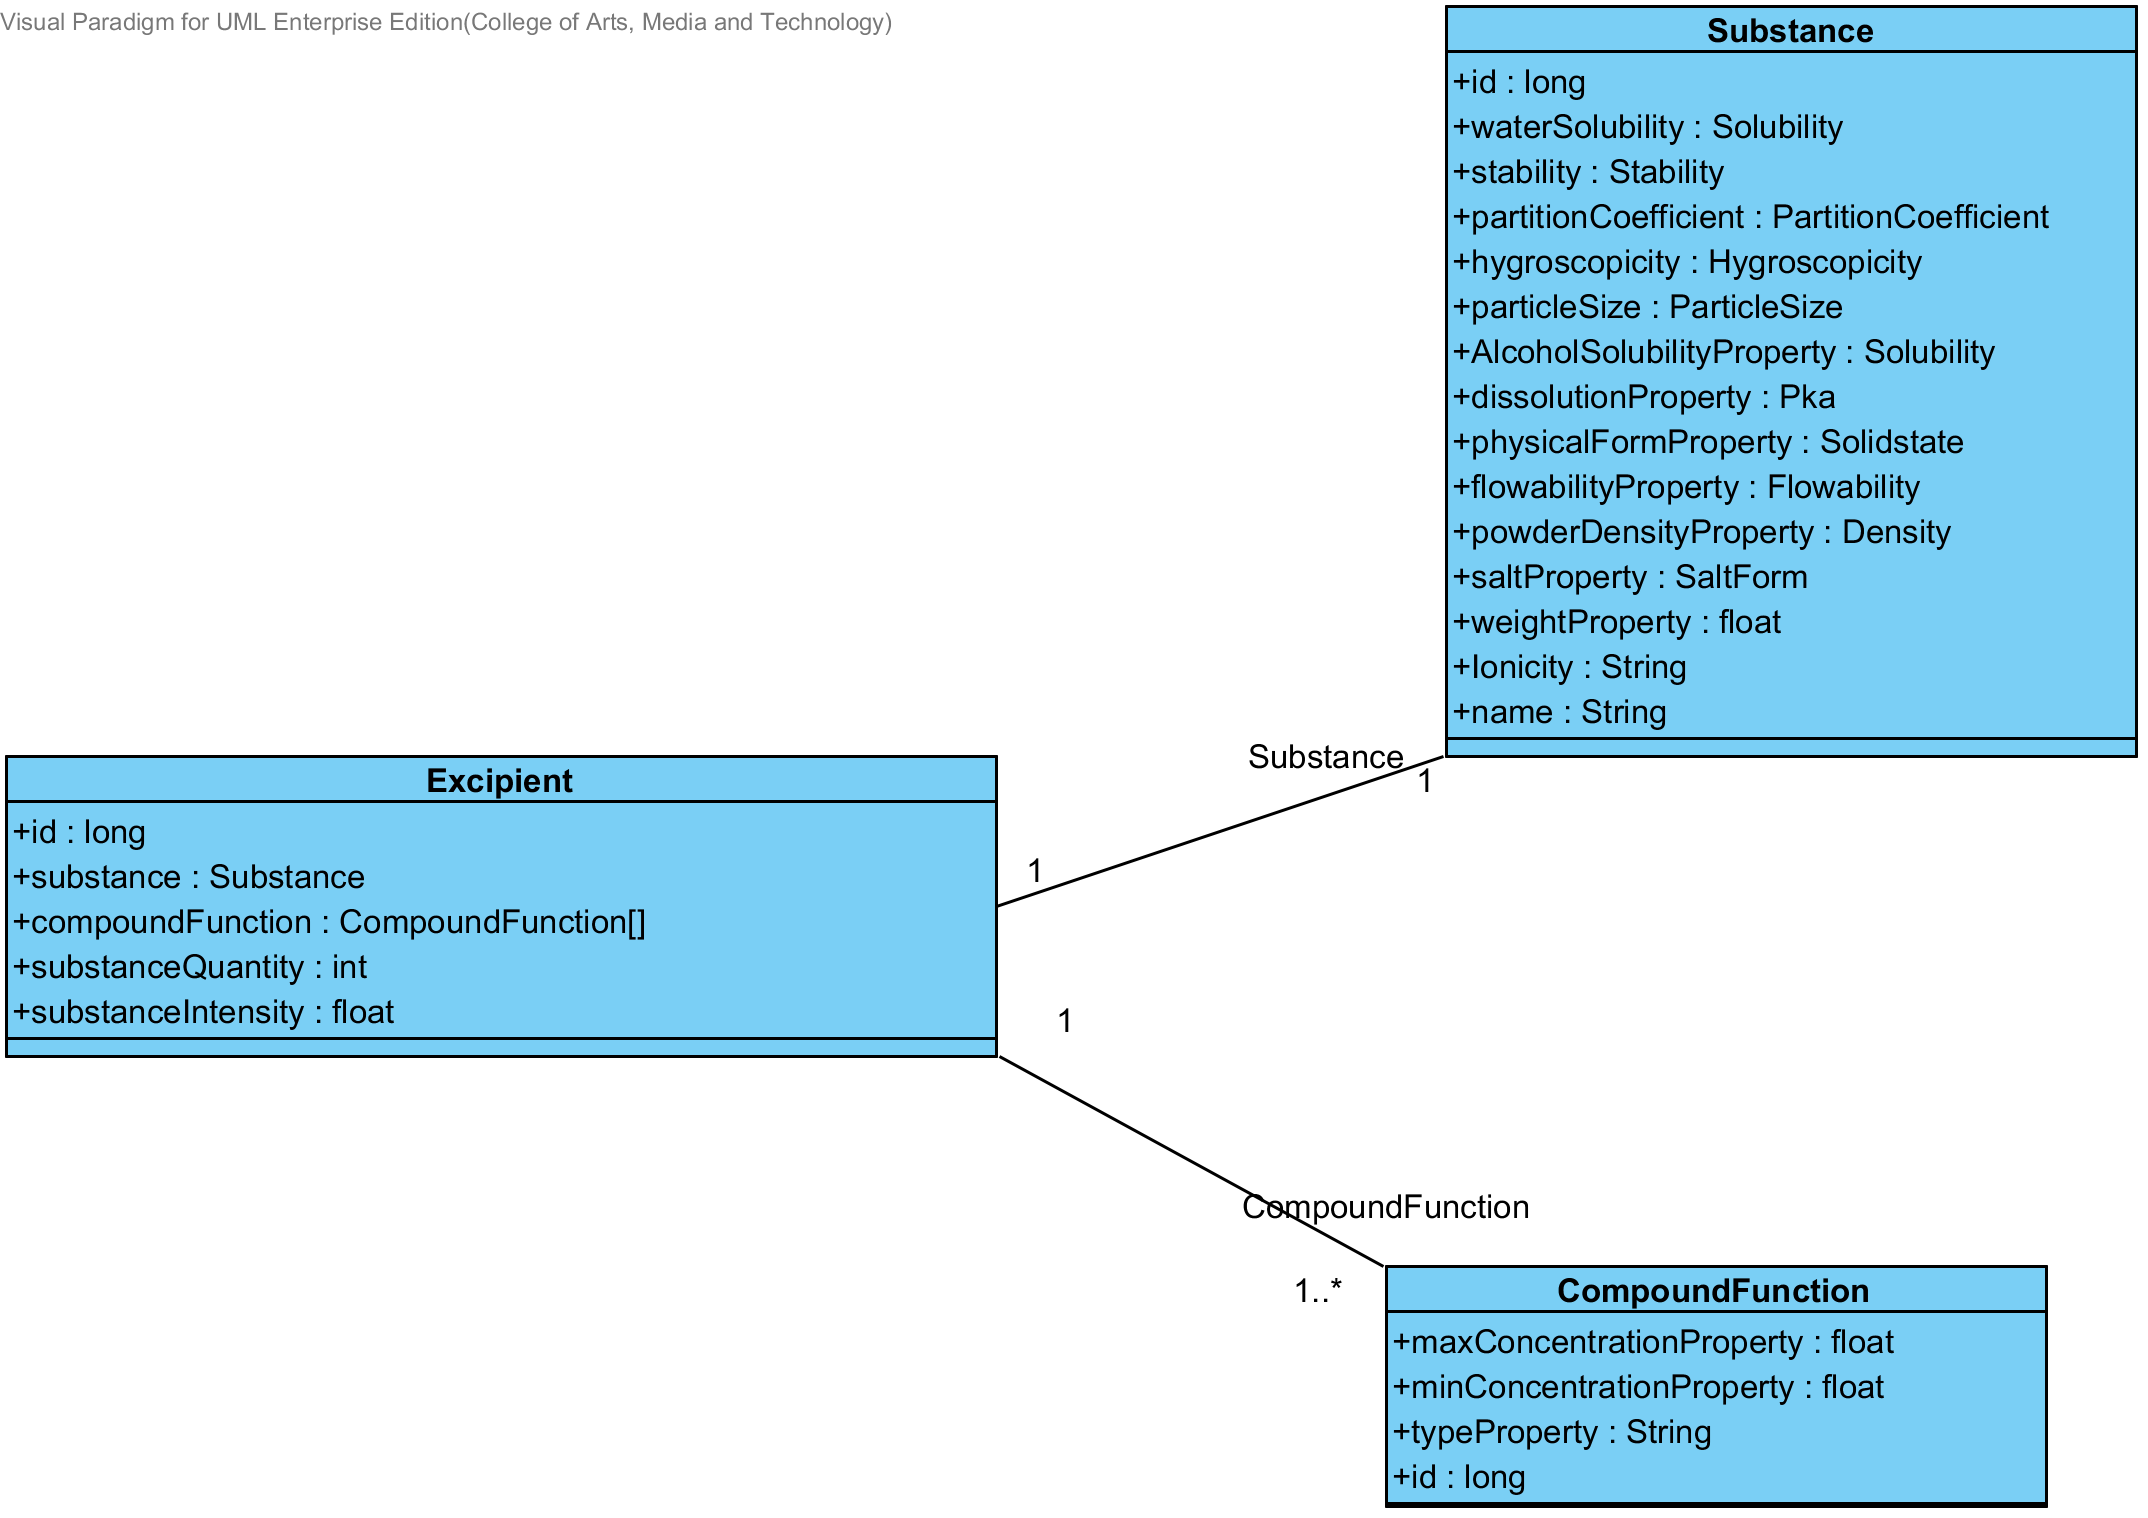 Visual Paradigm for UML Enterprise Edition(College of Arts, Media and Technology)
Substance
+id : long
+waterSolubility : Solubility
+stability : Stability
+partitionCoefficient : PartitionCoefficient
+hygroscopicity : Hygroscopicity
+particleSize : ParticleSize
+AlcoholSolubilityProperty : Solubility
+dissolutionProperty : Pka
+physicalFormProperty : Solidstate
+flowabilityProperty : Flowability
+powderDensityProperty : Density
+saltProperty : SaltForm
+weightProperty : float
+Ionicity : String
+name : String
Substance
1
1
Excipient
+id : long
+substance : Substance
+compoundFunction : CompoundFunction[]
+substanceQuantity : int
+substanceIntensity : float
1
CompoundFunction
1..*
CompoundFunction
+maxConcentrationProperty : float
+minConcentrationProperty : float
+typeProperty : String
+id : long